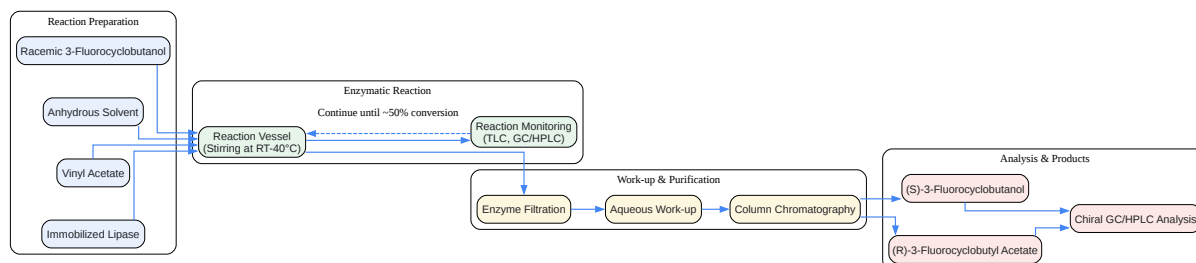 Reaction Preparation
Racemic 3-Fluorocyclobutanol
Anhydrous Solvent
Vinyl Acetate
Immobilized Lipase
Enzymatic Reaction
Continue until ~50% conversion
Reaction Vessel
(Stirring at RT-40°C)
Reaction Monitoring
(TLC, GC/HPLC)
Work-up & Purification
Enzyme Filtration
Aqueous Work-up
Column Chromatography
Analysis & Products
(S)-3-Fluorocyclobutanol
(R)-3-Fluorocyclobutyl Acetate
Chiral GC/HPLC Analysis